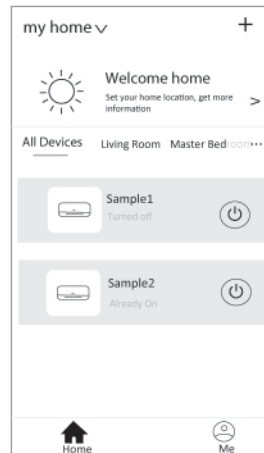 my home
Welcome home
Set your home location, get more
information
All Devices Living Room Master Bedroom
Sample1
Turned off
Sample2
Already On
Home Me